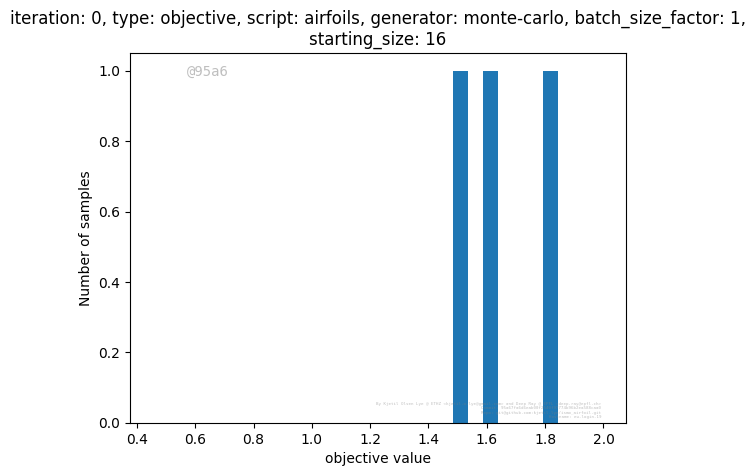 iteration: 0, type: objective, script: airfoils, generator: monte-carlo, batch_size_factor: 1,
starting_size: 16
@95a6
1.0
0.8
0.6
0.4
0.2
0.0
Number of samples
0.4 0.6 0.8 1.0 1.2 1.4 1.6 1.8 2.0
objective value